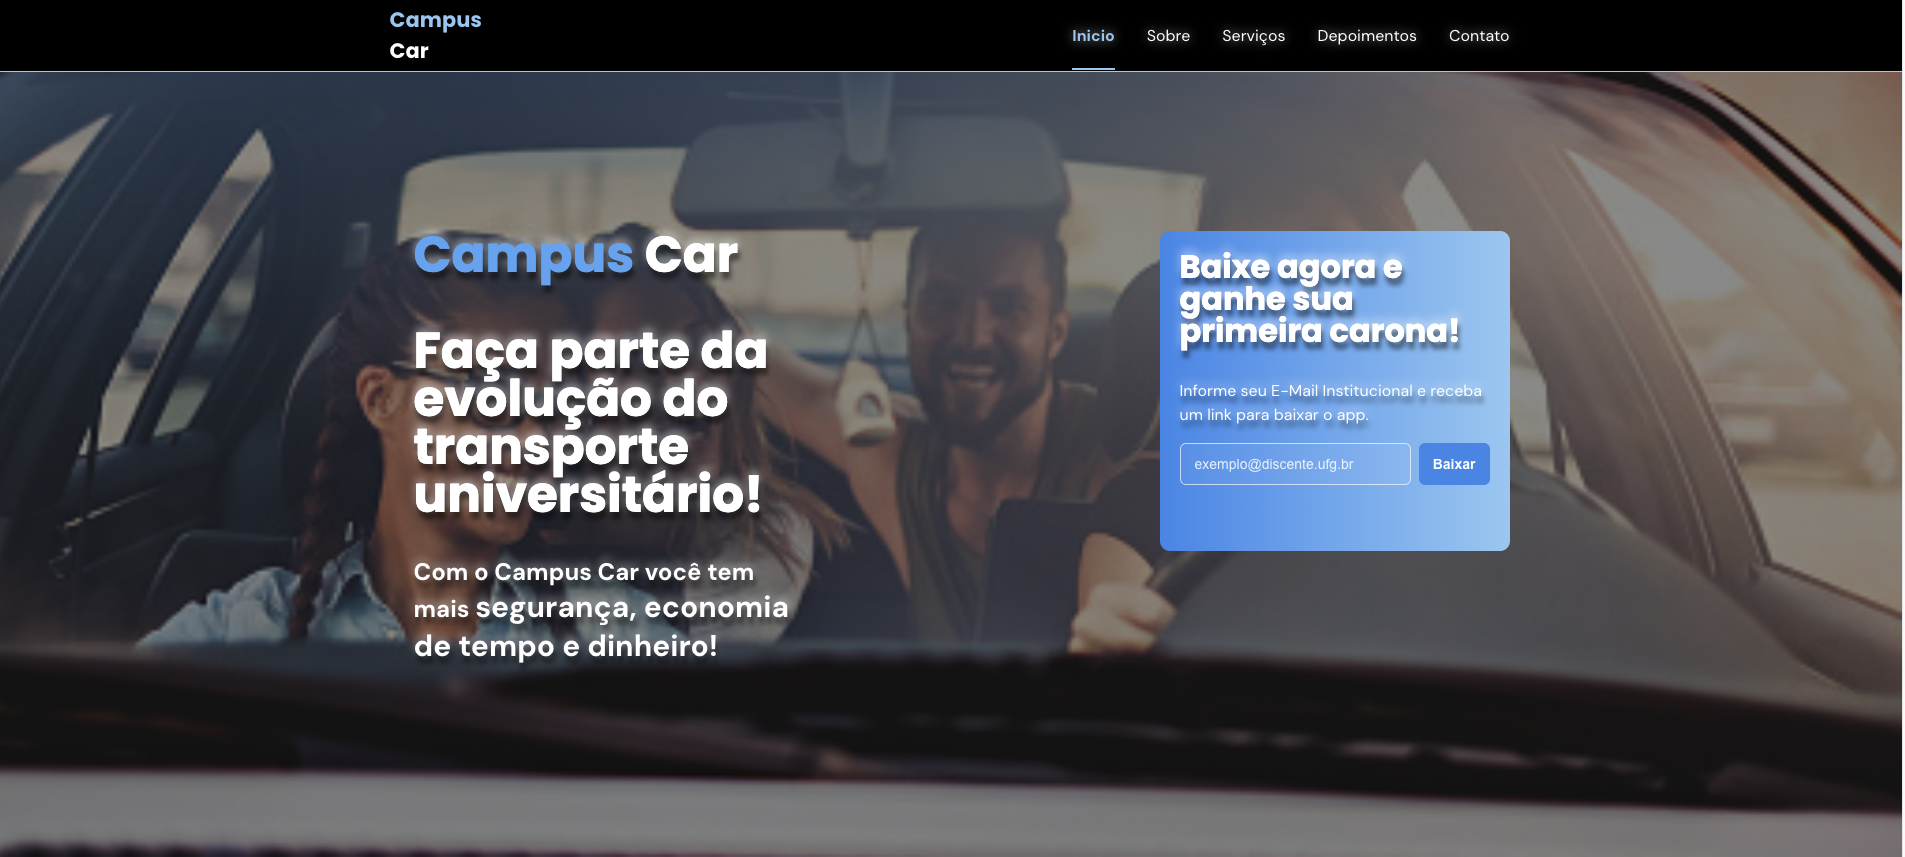 Campus
Car
Inicio
Sobre
Serviços
Depoimentos
Contato
Campus Car
Faça parte da
evolução do
transporte
universitário!
Com o Campus Car você tem
mais segurança, economia
de tempo e dinheiro!
Baixe agora e
ganhe sua
primeira carona!
Informe seu E-Mail Institucional e receba
um link para baixar o app.
exemplo@discente.ufg.br
Baixar